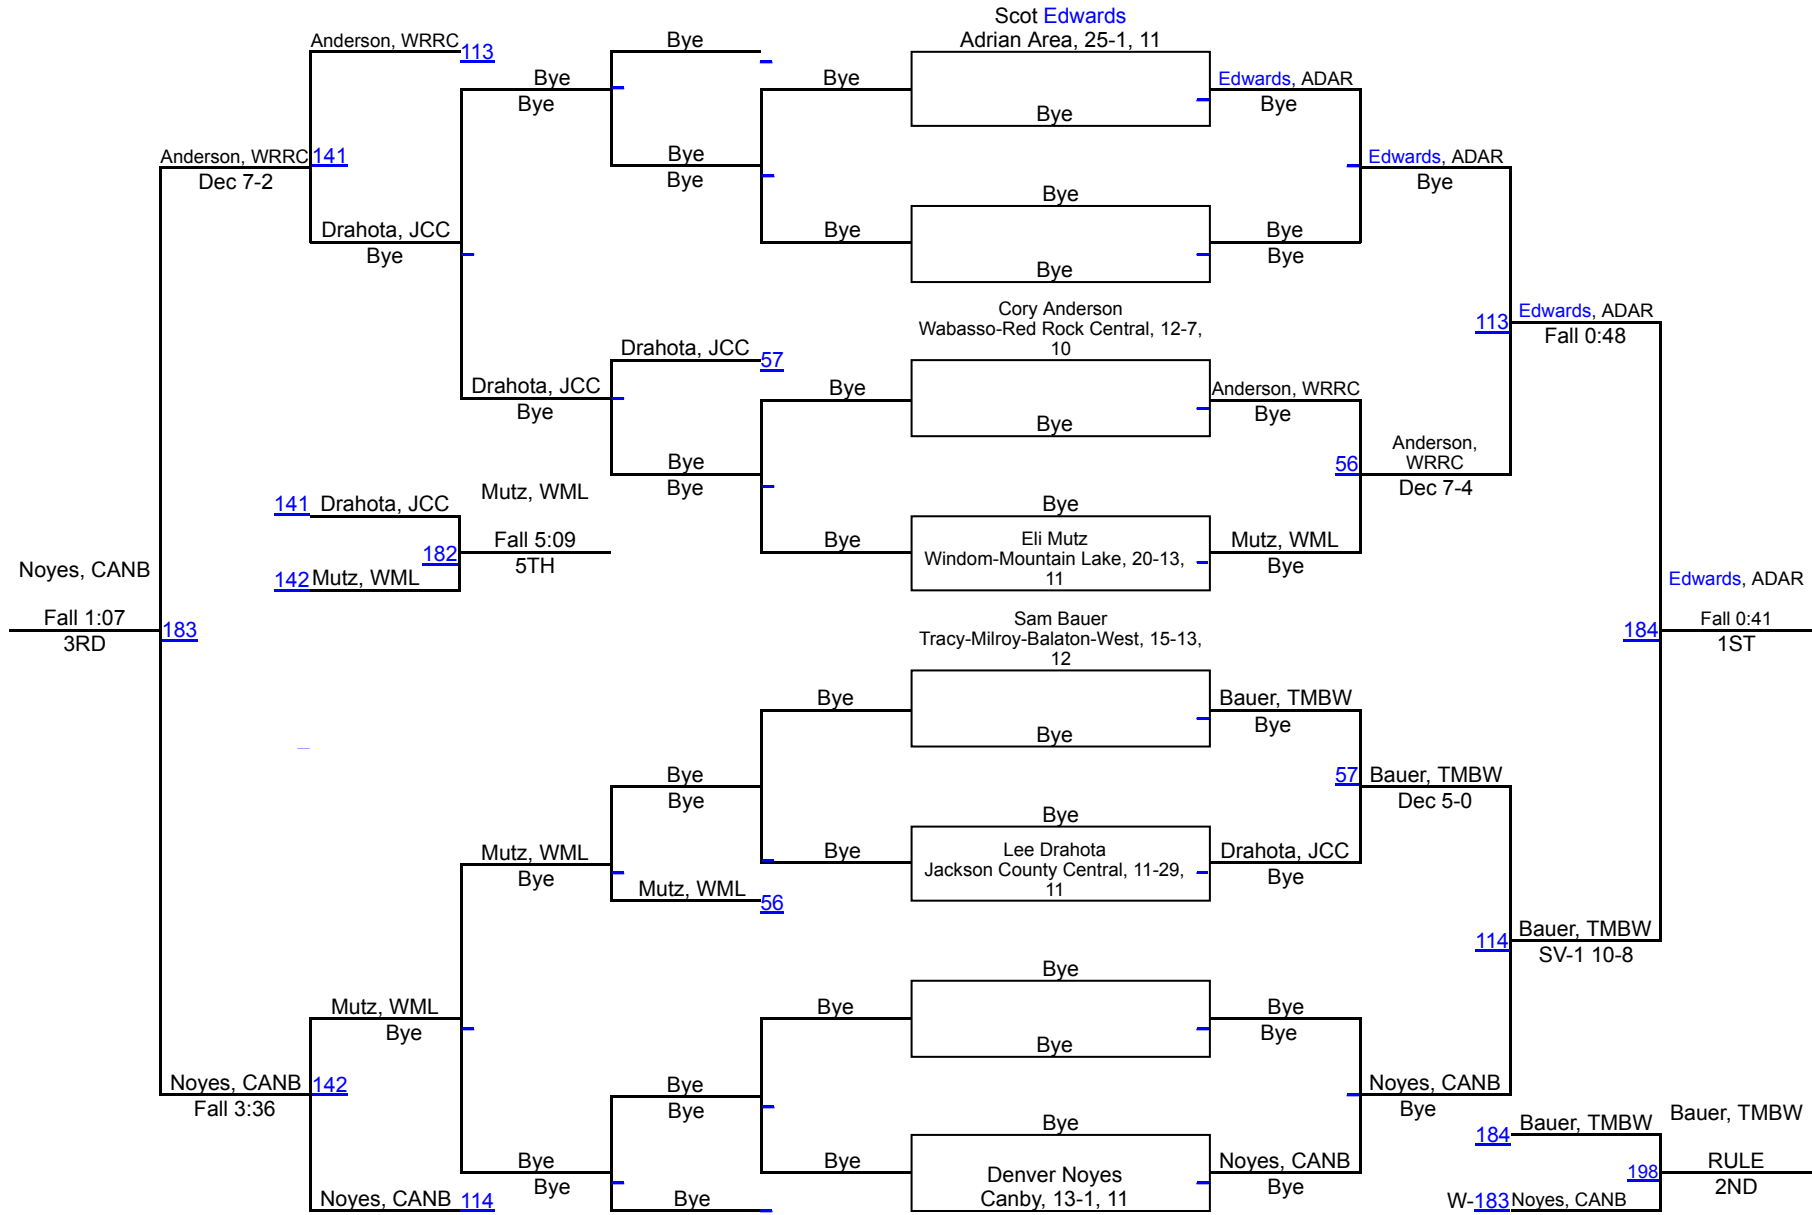 Scot Edwards
Adrian Area, 25-1, 11
Anderson, WRRC
113
Bye
Bye
Bye
Bye
Edwards, ADAR
Bye
Bye
Anderson, WRRC
141
Dec 7-2
Bye
Bye
Edwards, ADAR
Bye
Drahota, JCC
Bye
Bye
Bye
Bye
Bye
Bye
Cory Anderson
Wabasso-Red Rock Central, 12-7,
10
113
Edwards, ADAR
Fall 0:48
Drahota, JCC
57
Drahota, JCC
Bye
Bye
Bye
Anderson, WRRC
Bye
Bye
Bye
56
Anderson,
WRRC
Dec 7-4
141
Drahota, JCC
Mutz, WML
Fall 5:09
182
5TH
142
Mutz, WML
Bye
Bye
Eli Mutz
Windom-Mountain Lake, 20-13,
11
Mutz, WML
Bye
Noyes, CANB
Fall 1:07
3RD
183
Edwards, ADAR
184
Fall 0:41
1ST
Sam Bauer
Tracy-Milroy-Balaton-West, 15-13,
12
Bye
Bye
Bauer, TMBW
Bye
Bye
Bye
57
Bauer, TMBW
Dec 5-0
Mutz, WML
Bye
Bye
Bye
Lee Drahota
Jackson County Central, 11-29,
11
Drahota, JCC
Bye
Mutz, WML
56
114
Bauer, TMBW
SV-1 10-8
Mutz, WML
Bye
Bye
Bye
Bye
Bye
Bye
Noyes, CANB
142
Fall 3:36
Bye
Bye
Noyes, CANB
Bye
Bye
Bye
Bye
Bye
Denver Noyes
Canby, 13-1, 11
Noyes, CANB
Bye
Noyes, CANB
114
Bye
184
Bauer, TMBW
Bauer, TMBW
198
RULE
2ND
W-183
Noyes, CANB